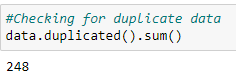 #Checking for duplicate data
data.duplicated().sum()
248